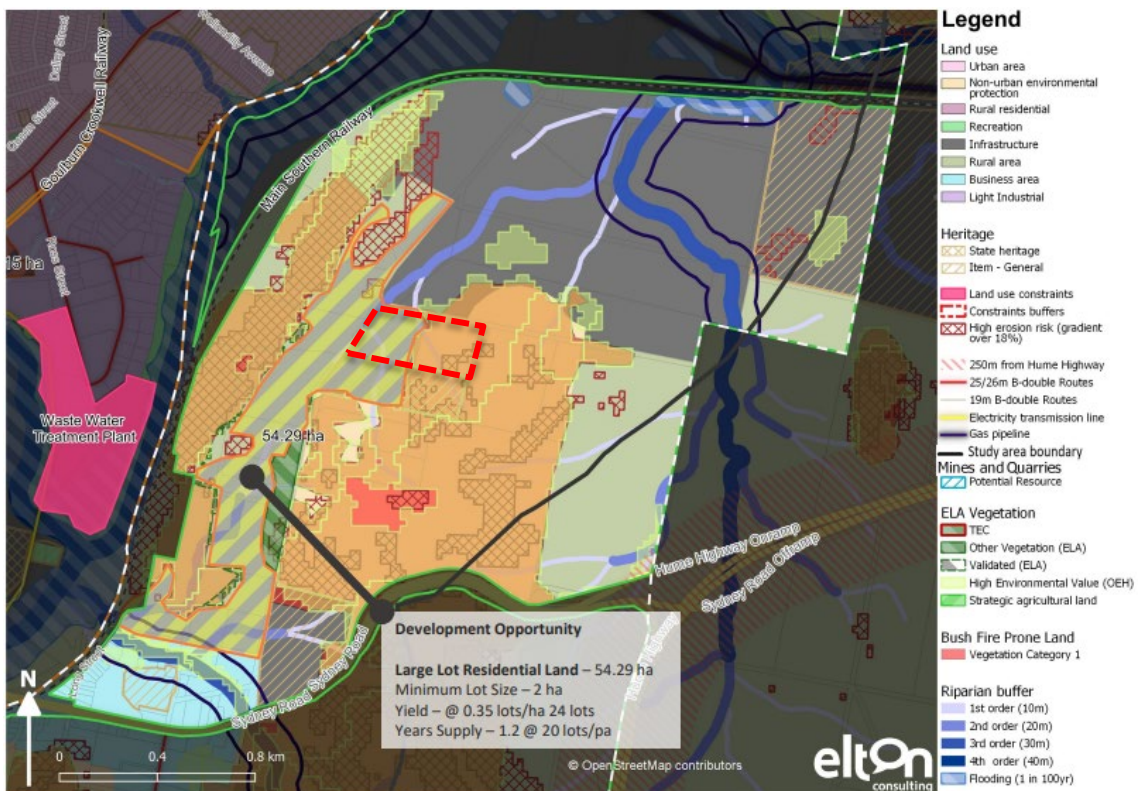 Wollondilly Avenue
Dalley Street
Goulburn Crookwell Railway
Main Southern Railway
15 ha
Waste Water
Treatment Plant
54.29 ha
Hume Highway Onramp
Sydney Road Offramp
Sydney Road
Sydney Road
Development Opportunity
Large Lot Residential Land – 54.29 ha
Minimum Lot Size – 2 ha
Yield – @ 0.35 lots/ha 24 lots
Years Supply – 1.2 @ 20 lots/pa
N
0 0.4 0.8 km
© OpenStreetMap contributors
elton
consulting
Legend
Land use
Urban area
Non-urban environmental
protection
Rural residential
Recreation
Infrastructure
Rural area
Business area
Light Industrial
Heritage
State heritage
Item - General
Land use constraints
Constraints buffers
High erosion risk (gradient
over 18%)
250m from Hume Highway
25/26m B-double Routes
19m B-double Routes
Electricity transmission line
Gas pipeline
Study area boundary
Mines and Quarries
Potential Resource
ELA Vegetation
TEC
Other Vegetation (ELA)
Validated (ELA)
High Environmental Value (OEH)
Strategic agricultural land
Bush Fire Prone Land
Vegetation Category 1
Riparian buffer
1st order (10m)
2nd order (20m)
3rd order (30m)
4th order (40m)
Flooding (1 in 100yr)